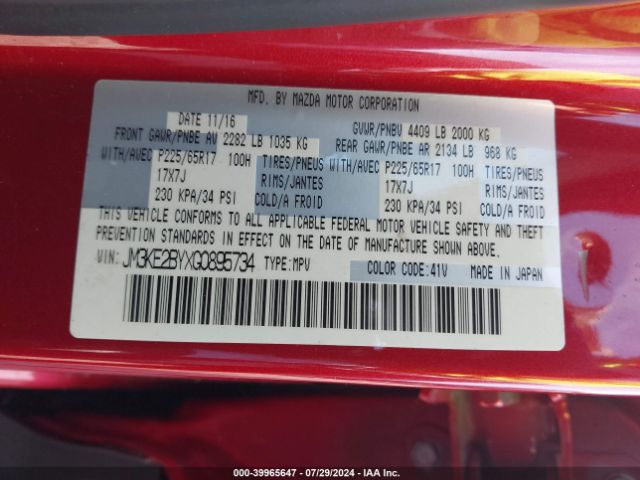 MFD. BY MAZDA MOTOR CORPORATION
DATE 11/16 GVWR/PNBV 4409 LB 2000 KG
FRONT GAWR/PNBE AV 2282 LB 1035 KG REAR GAWR/PNBE AR 2134 LB 968 KG
WITH/AVEC P225/65R17 100H TIRES/PNEUS WITH/AVEC P225/65R17 100H TIRES/PNEUS
17X7J RIMS/JANTES 17X7J RIMS/JANTES
230 KPA/34 PSI COLD/A FROID 230 KPA/34 PSI COLD/A FROID
THIS VEHICLE CONFORMS TO ALL APPLICABLE FEDERAL MOTOR VEHICLE SAFETY AND THEFT PREVENTION STANDARDS IN EFFECT ON THE DATE OF MANUFACTURE SHOWN ABOVE.
VIN: JM3KE2BYXG0895734 TYPE:MPV COLOR CODE:41V MADE IN JAPAN
000-39965647 - 07/29/2024 - IAA Inc.